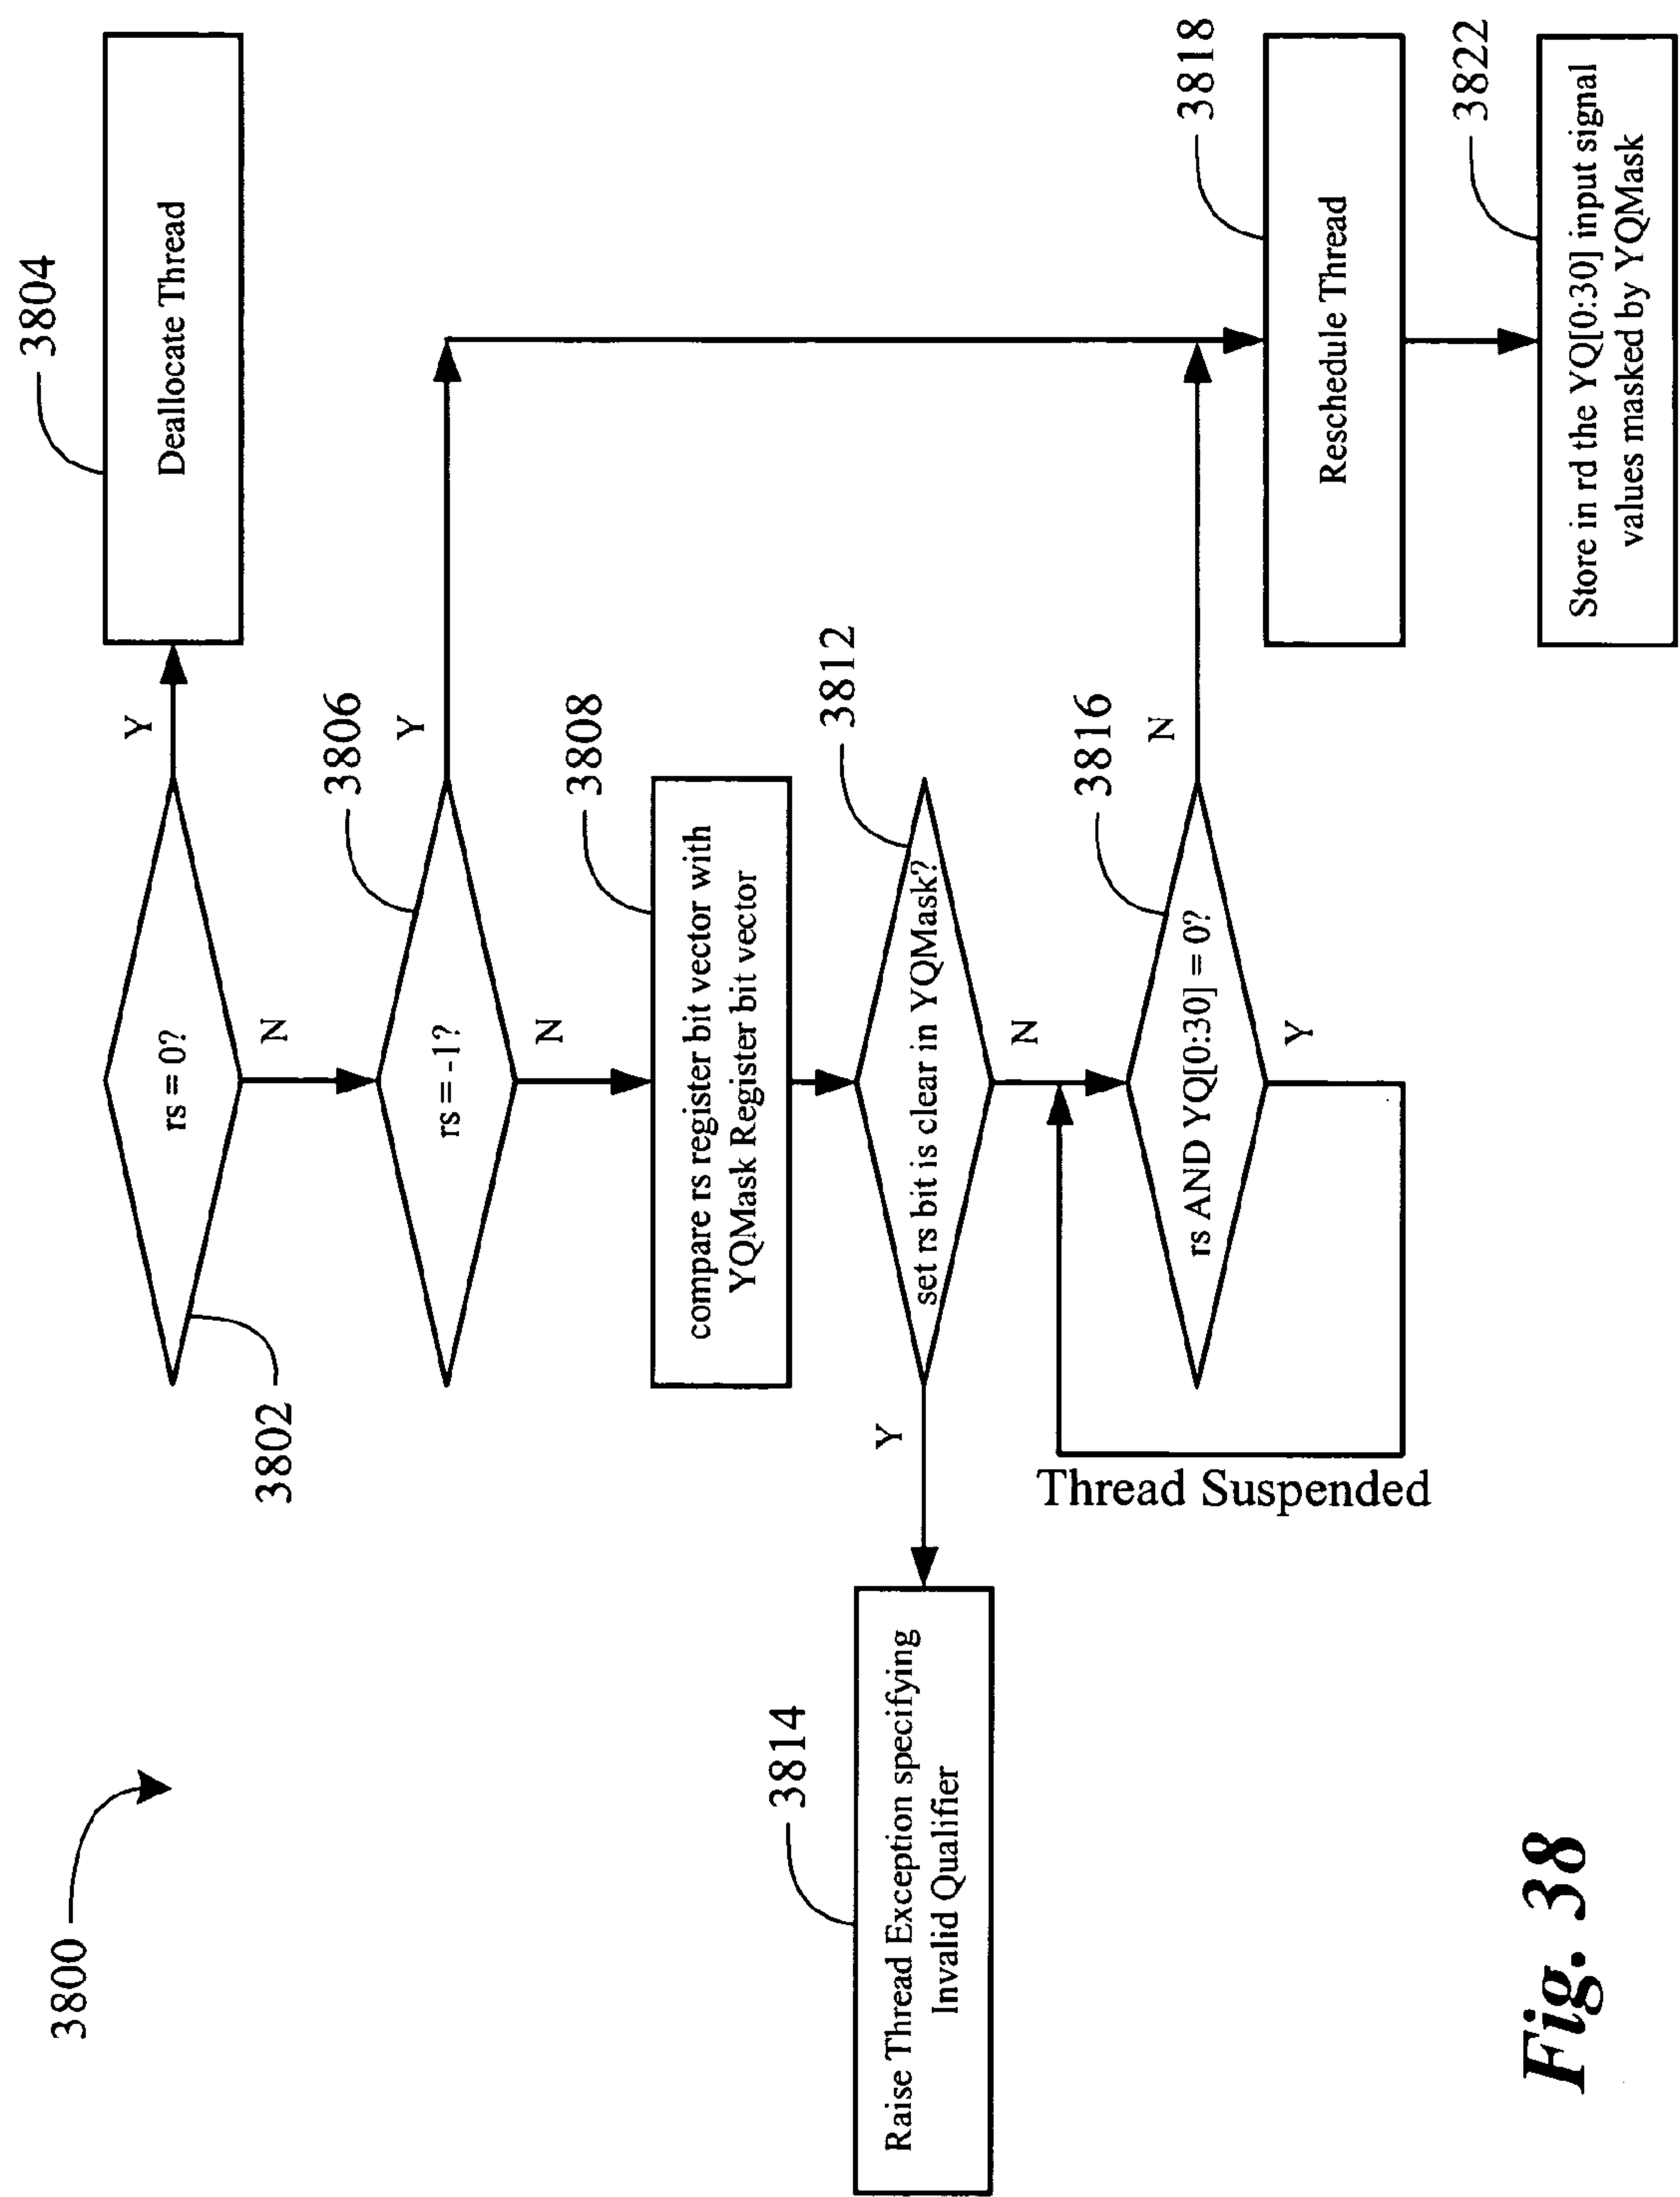 3800
3802
rs = 0?
Y
3804
Deallocate Thread
N
3806
rs = -1?
Y
N
3808
compare rs register bit vector with
YQMask Register bit vector
3812
set rs bit is clear in YQMask?
Y
3814
Raise Thread Exception specifying
Invalid Qualifier
N
3816
rs AND YQ[0:30] = 0?
N
Y
Thread Suspended
3818
Reschedule Thread
3822
Store in rd the YQ[0:30] input signal
values masked by YQMask
Fig. 38